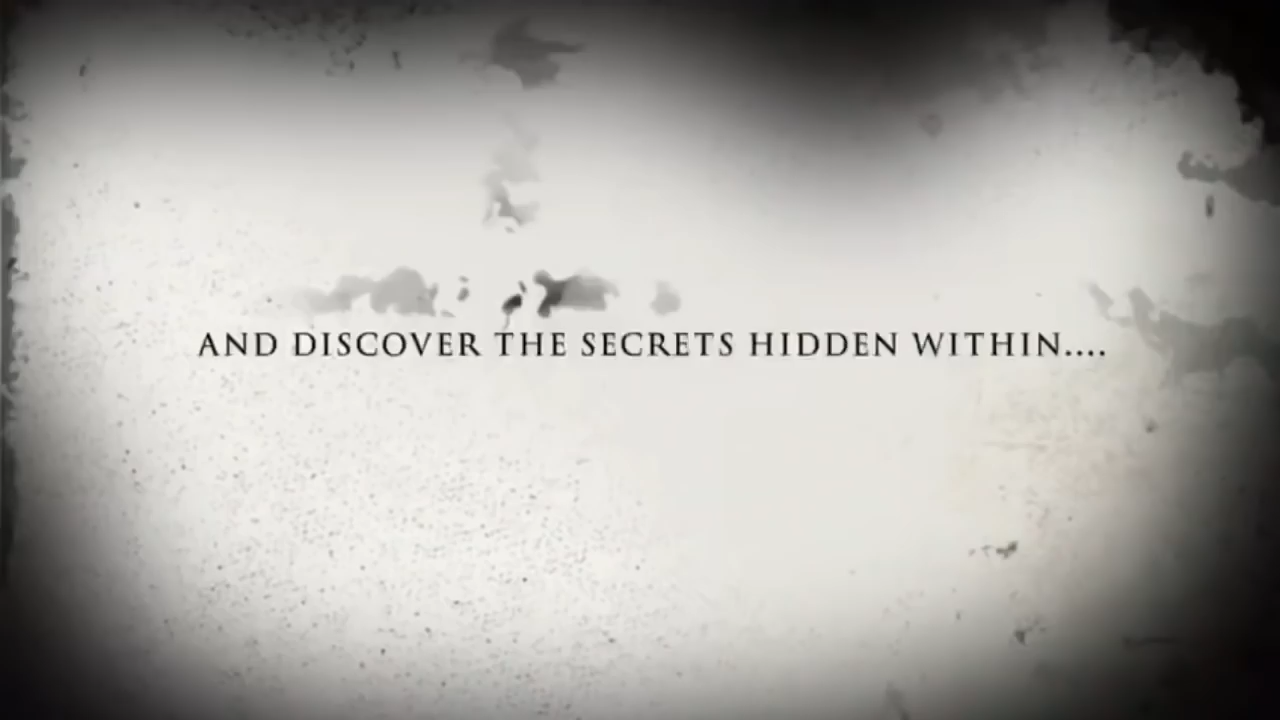 AND DISCOVER THE SECRETS HIDDEN WITHIN....